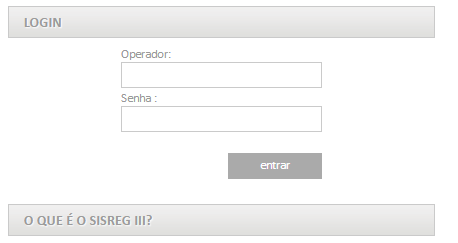 LOGIN
Operador:
Senha :
entrar
O QUE É O SISREG III?